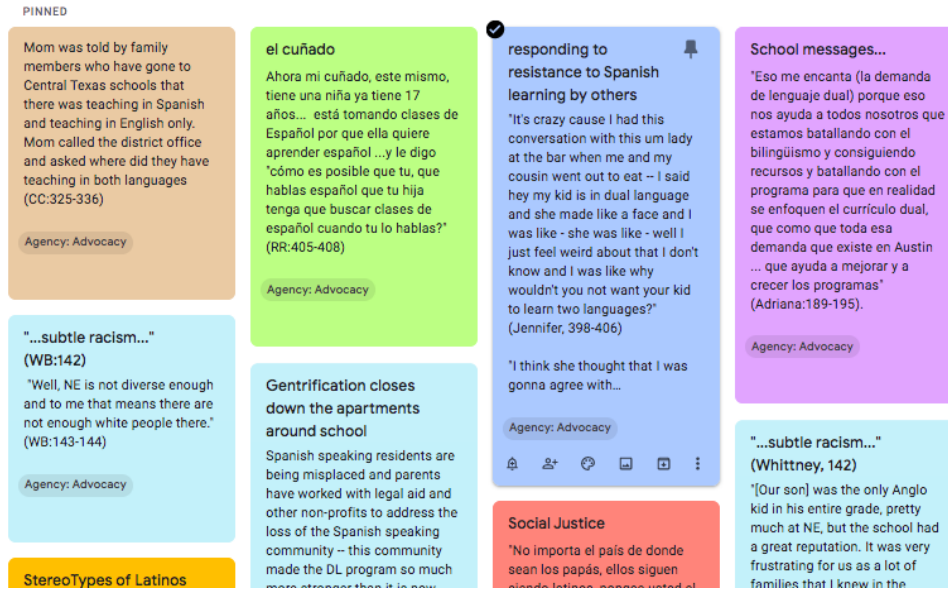 PINNED
Mom was told by family
members who have gone to
Central Texas schools that
there was teaching in Spanish
and teaching in English only.
Mom called the district office
and asked where did they have
teaching in both languages
(CC:325-336)
Agency: Advocacy
"...subtle racism..."
(WB:142)
"Well, NE is not diverse enough
and to me that means there are
not enough white people there."
(WB:143-144)
Agency: Advocacy
StereoTypes of Latinos
el cuñado
Ahora mi cuñado, este mismo,
tiene una niña ya tiene 17
años... está tomando clases de
Español por que ella quiere
aprender español ...y le digo
"cómo es posible que tu, que
hablas español que tu hija
tenga que buscar clases de
español cuando tu lo hablas?"
(RR:405-408)
Agency: Advocacy
Gentrification closes
down the apartments
around school
Spanish speaking residents are
being misplaced and parents
have worked with legal aid and
other non-profits to address the
loss of the Spanish speaking
community -- this community
made the DL program so much
more stronger than it is now
responding to
resistance to Spanish
learning by others
"It's crazy cause I had this
conversation with this um lady
at the bar when me and my
cousin went out to eat -- I said
hey my kid is in dual language
and she made like a face and I
was like - she was like - well I
just feel weird about that I don't
know and I was like why
wouldn't you not want your kid
to learn two languages?"
(Jennifer, 398-406)
"I think she thought that I was
gonna agree with...
Agency: Advocacy
Social Justice
"No importa el país de donde
sean los papás, ellos siguen
siendo latinos, pongas usted el
School messages...
"Eso me encanta (la demanda
de lenguaje dual) porque eso
nos ayuda a todos nosotros que
estamos batallando con el
bilingüismo y consiguiendo
recursos y batallando con el
programa para que en realidad
se enfoquen el currículo dual,
que como que toda esa
demanda que existe en Austin
... que ayuda a mejorar y a
crecer los programas"
(Adriana:189-195).
Agency: Advocacy
"...subtle racism..."
(Whittney, 142)
"[Our son] was the only Anglo
kid in his entire grade, pretty
much at NE, but the school had
a great reputation. It was very
frustrating for us as a lot of
families that I knew in the